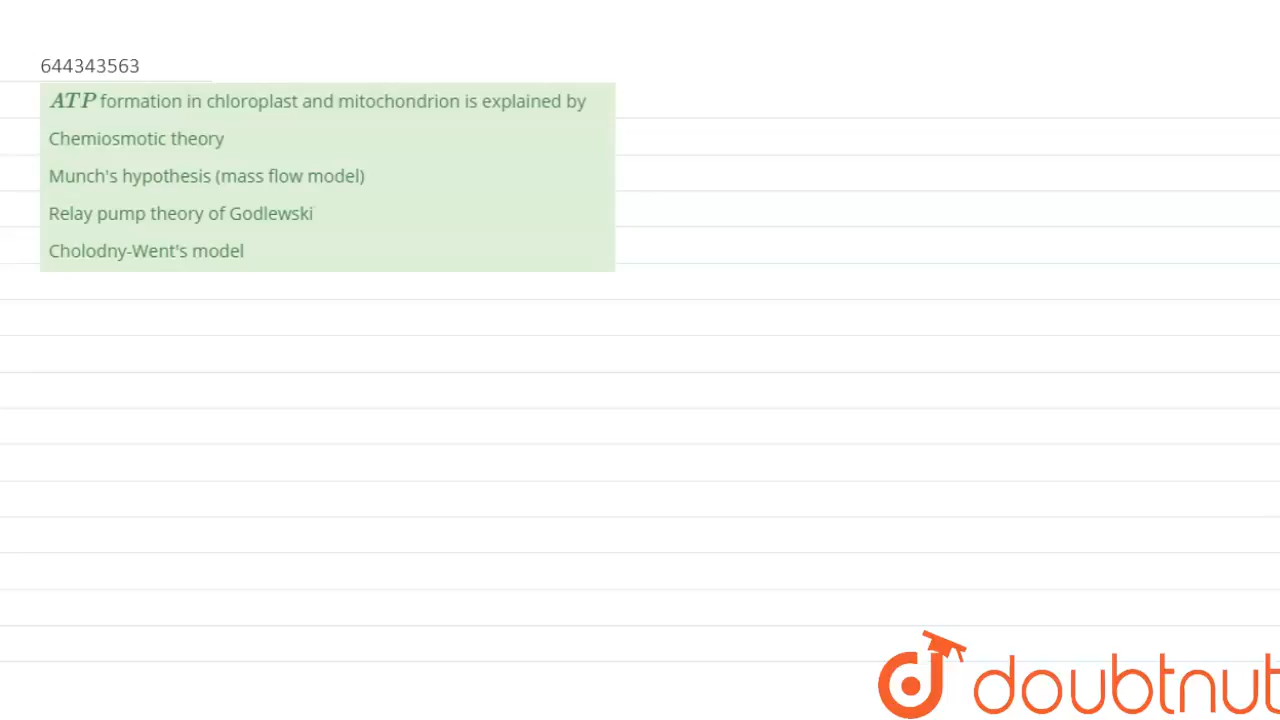 644343563
ATP formation in chloroplast and mitochondrion is explained by
Chemiosmotic theory
Munch's hypothesis (mass flow model)
Relay pump theory of Godlewski
Cholodny-Went's model
doubtnut